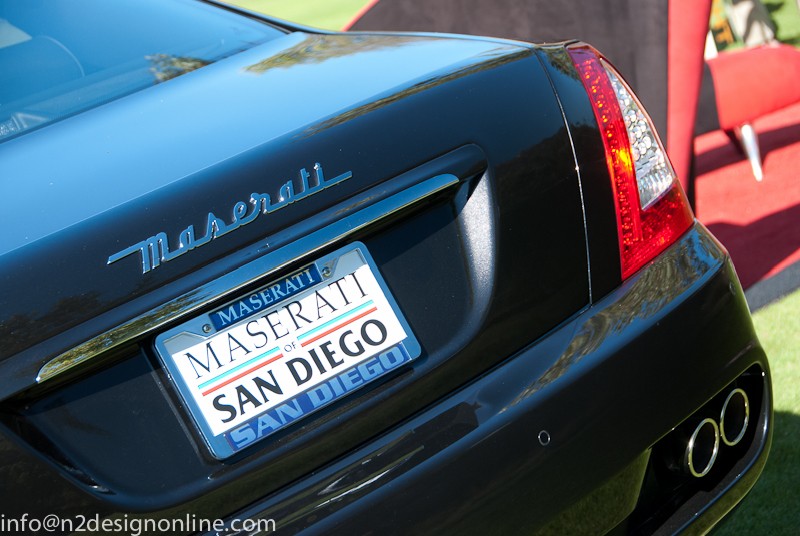 Maserati
MASERATI
MASERATI
OF
SAN DIEGO
SAN DIEGO
info@n2designonline.com